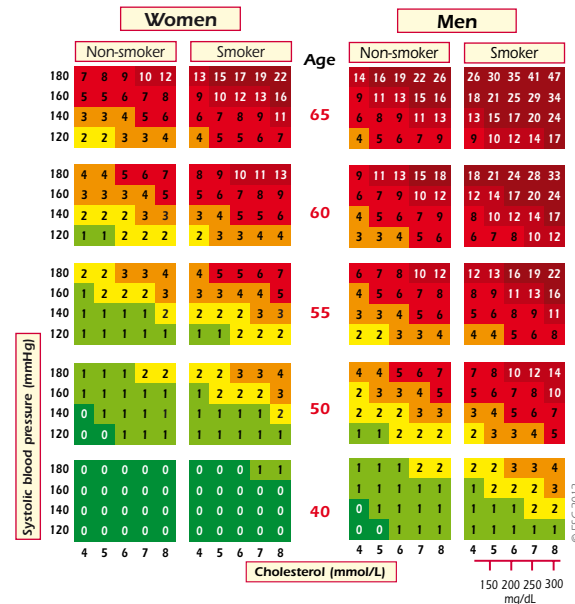 Women Men
Non-smoker Smoker Age Non-smoker Smoker
180 7 8 9 10 12 13 15 17 19 22 14 16 19 22 26 26 30 35 41 47
160 5 5 6 7 8 9 10 12 13 16 9 11 13 15 16 18 21 25 29 34
140 3 3 4 5 6 6 7 8 9 11 65 6 8 9 11 13 13 15 17 20 24
120 2 2 3 3 4 4 5 5 6 7 4 5 6 7 9 9 10 12 14 17
180 4 4 5 6 7 8 9 10 11 13 9 11 13 15 18 18 21 24 28 33
160 3 3 3 4 5 5 6 7 8 9 6 7 9 10 12 12 14 17 20 24
140 2 2 2 3 3 3 4 5 5 6 60 4 5 6 7 9 8 10 12 14 17
120 1 1 2 2 2 2 3 3 4 4 3 3 4 5 6 6 7 8 10 12
180 2 2 3 3 4 4 5 5 6 7 6 7 8 10 12 12 13 16 19 22
160 1 2 2 2 3 3 3 4 4 5 4 5 6 7 8 8 9 11 13 16
140 1 1 1 1 2 2 2 2 3 3 55 3 3 4 5 6 5 6 8 9 11
120 1 1 1 1 1 1 1 2 2 2 2 2 3 3 4 4 4 5 6 8
180 1 1 1 2 2 2 2 3 3 4 4 4 5 6 7 7 8 10 12 14
160 1 1 1 1 1 1 2 2 2 3 2 3 3 4 5 5 6 7 8 10
140 0 1 1 1 1 1 1 1 1 2 50 2 2 2 3 3 3 4 5 6 7
120 0 0 1 1 1 1 1 1 1 1 1 1 2 2 2 2 3 3 4 5
180 0 0 0 0 0 0 0 0 1 1 1 1 1 2 2 2 2 3 3 4
160 0 0 0 0 0 0 0 0 0 0 1 1 1 1 1 1 2 2 2 3
140 0 0 0 0 0 0 0 0 0 0 40 0 1 1 1 1 1 1 1 2 2
120 0 0 0 0 0 0 0 0 0 0 0 0 1 1 1 1 1 1 1 1
4 5 6 7 8 4 5 6 7 8 4 5 6 7 8 4 5 6 7 8
Systolic blood pressure (mmHg)
Cholesterol (mmol/L)
150 200 250 300
mg/dL
© ESC 2012